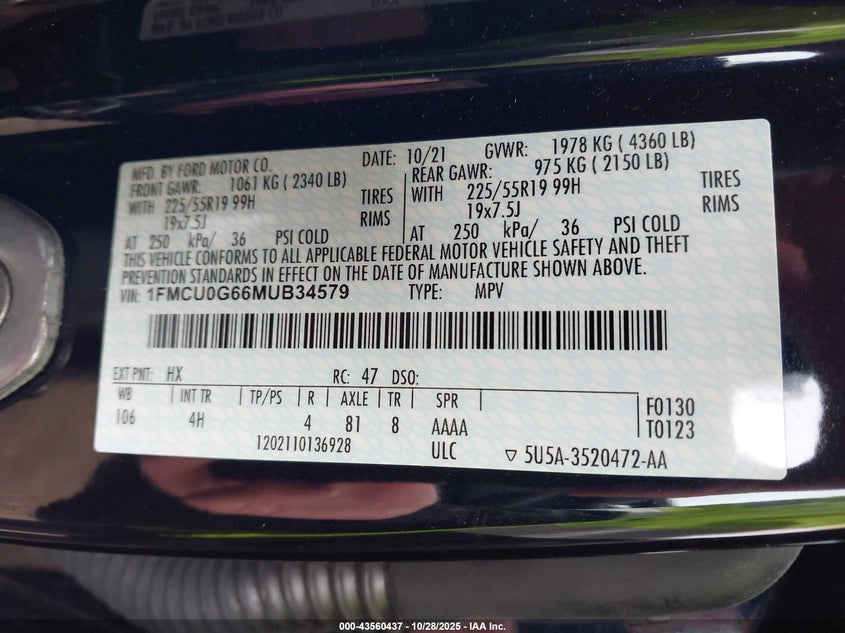 MFD. BY FORD MOTOR CO.
DATE: 10/21 GVWR: 1978 KG ( 4360 LB)
FRONT GAWR: 1061 KG ( 2340 LB)
WITH 225/55R19 99H TIRES
19x7.5J RIMS
AT 250 kPa/ 36 PSI COLD
REAR GAWR: 975 KG ( 2150 LB)
WITH 225/55R19 99H TIRES
19x7.5J RIMS
AT 250 kPa/ 36 PSI COLD
THIS VEHICLE CONFORMS TO ALL APPLICABLE FEDERAL MOTOR VEHICLE SAFETY AND THEFT
PREVENTION STANDARDS IN EFFECT ON THE DATE OF MANUFACTURE SHOWN ABOVE.
VIN: 1FMCU0G66MUB34579 TYPE: MPV
EXT PNT: HX RC: 47 DSO:
WB INT TR TP/PS R AXLE TR SPR
106 4H 4 81 8 AAAA
F0130
T0123
1202110136928 ULC 5U5A-3520472-AA
000-43560437 - 10/28/2025 - IAA Inc.